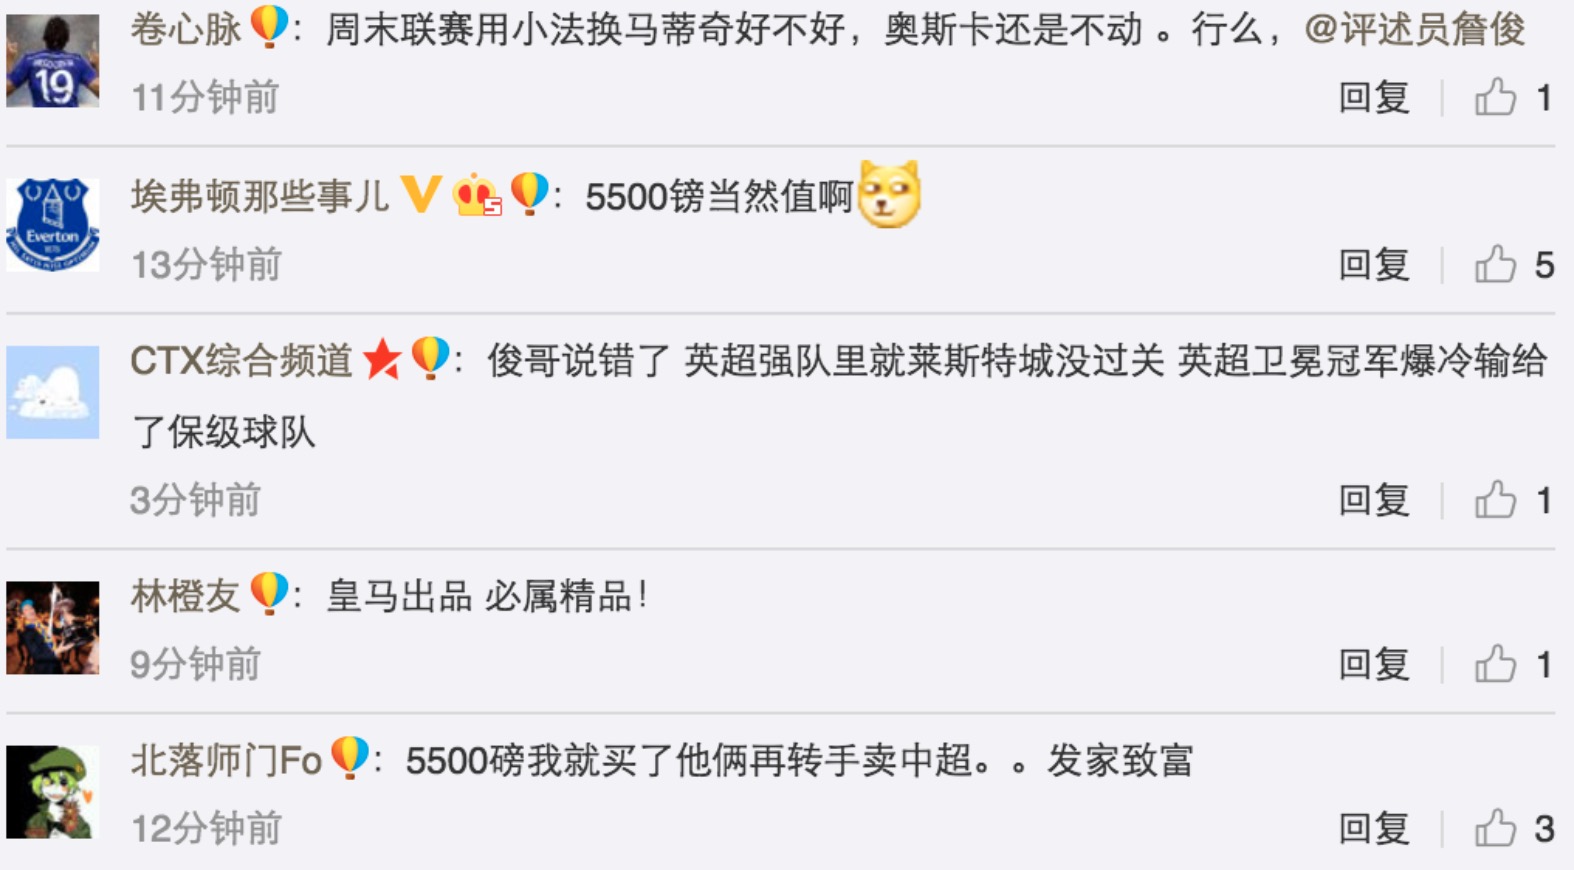 卷心脉：周末联赛用小法换马蒂奇好不好，奥斯卡还是不动 。行么，@评述员詹俊
11分钟前
回复 1
19
埃弗顿那些事儿 V 5：5500镑当然值啊
Everton
13分钟前
回复 5
CTX综合频道：俊哥说错了 英超强队里就莱斯特城没过关 英超卫冕冠军爆冷输给
了保级球队
3分钟前
回复 1
林橙友：皇马出品 必属精品！
9分钟前
回复 1
北落师门Fo：5500磅我就买了他俩再转手卖中超。。发家致富
12分钟前
回复 3